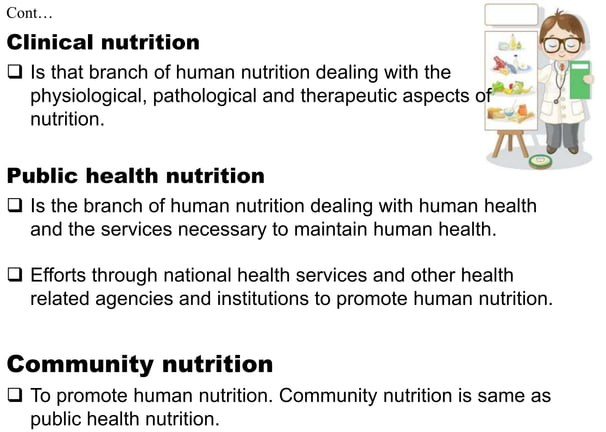 Cont…
Clinical nutrition
❑ Is that branch of human nutrition dealing with the
physiological, pathological and therapeutic aspects of
nutrition.
Public health nutrition
❑ Is the branch of human nutrition dealing with human health
and the services necessary to maintain human health.
❑ Efforts through national health services and other health
related agencies and institutions to promote human nutrition.
Community nutrition
❑ To promote human nutrition. Community nutrition is same as
public health nutrition.